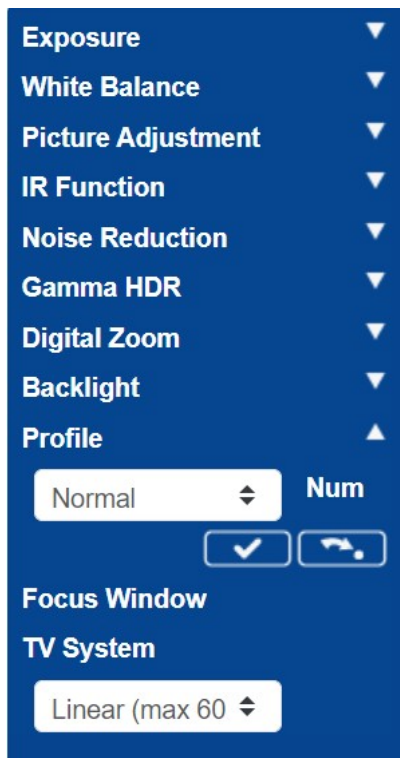 Exposure
White Balance
Picture Adjustment
IR Function
Noise Reduction
Gamma HDR
Digital Zoom
Backlight
Profile
Normal Num
Focus Window
TV System
Linear (max 60